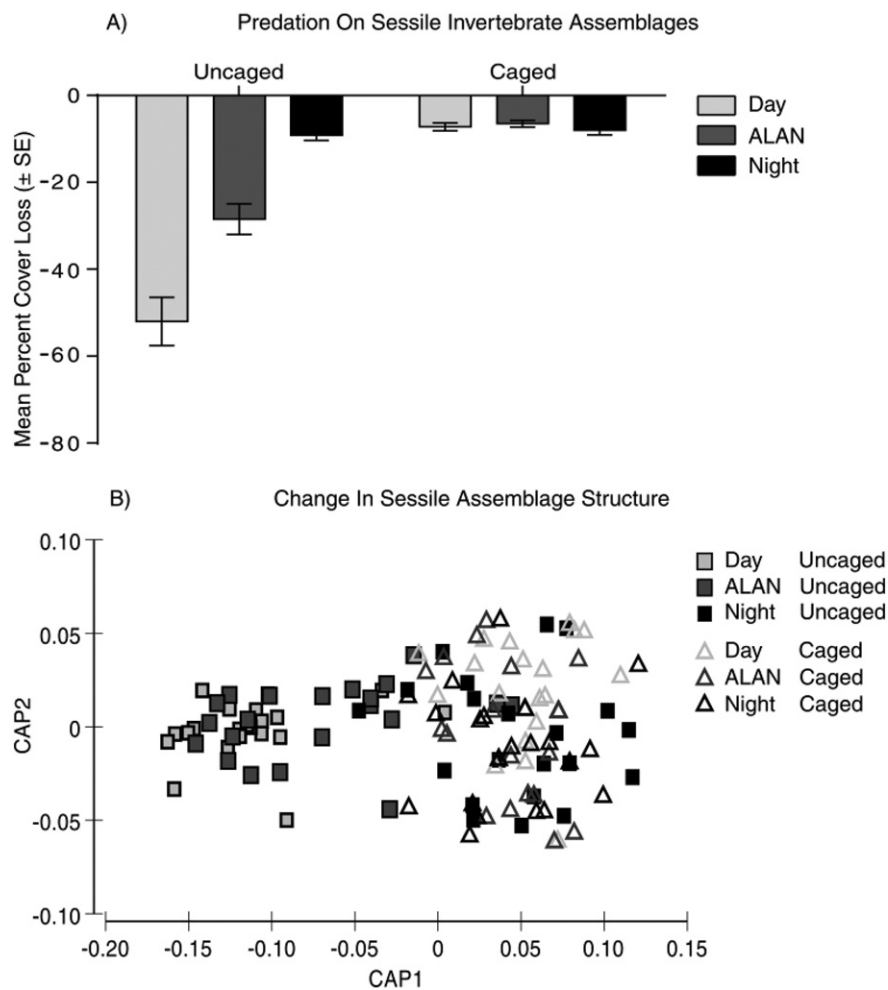 A) Predation On Sessile Invertebrate Assemblages
Uncaged Caged
0
-20
-40
-60
-80
Mean Percent Cover Loss (± SE)
Day
ALAN
Night
B) Change In Sessile Assemblage Structure
0.10
0.05
0
-0.05
-0.10
CAP2
Day Uncaged
ALAN Uncaged
Night Uncaged
Day Caged
ALAN Caged
Night Caged
-0.20 -0.15 -0.10 -0.05 0 0.05 0.10 0.15
CAP1